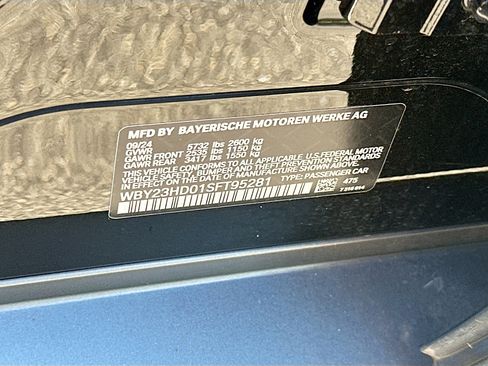 MFD BY BAYERISCHE MOTOREN WERKE AG
09/24
GVWR 5732 lbs 2600 kg
GAWR FRONT 2535 lbs 1150 kg
GAWR REAR 3417 lbs 1550 kg
THIS VEHICLE CONFORMS TO ALL APPLICABLE U.S.FEDERAL MOTOR
VEHICLE SAFETY, BUMPER AND THEFT PREVENTION STANDARDS
IN EFFECT ON THE DATE OF MANUFACTURE SHOWN ABOVE.
WBY23HD01SFT95281 TYPE: PASSENGER CAR
475